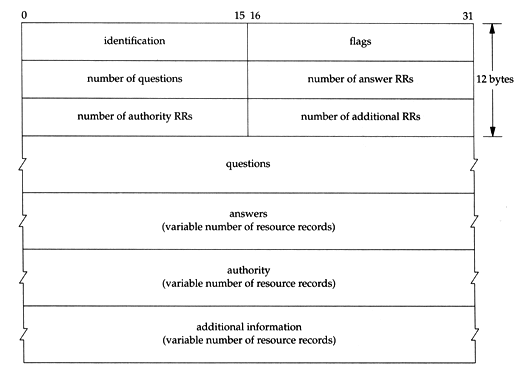 0 15 16 31
identification flags
number of questions number of answer RRs 12 bytes
number of authority RRs number of additional RRs
questions
answers
(variable number of resource records)
authority
(variable number of resource records)
additional information
(variable number of resource records)